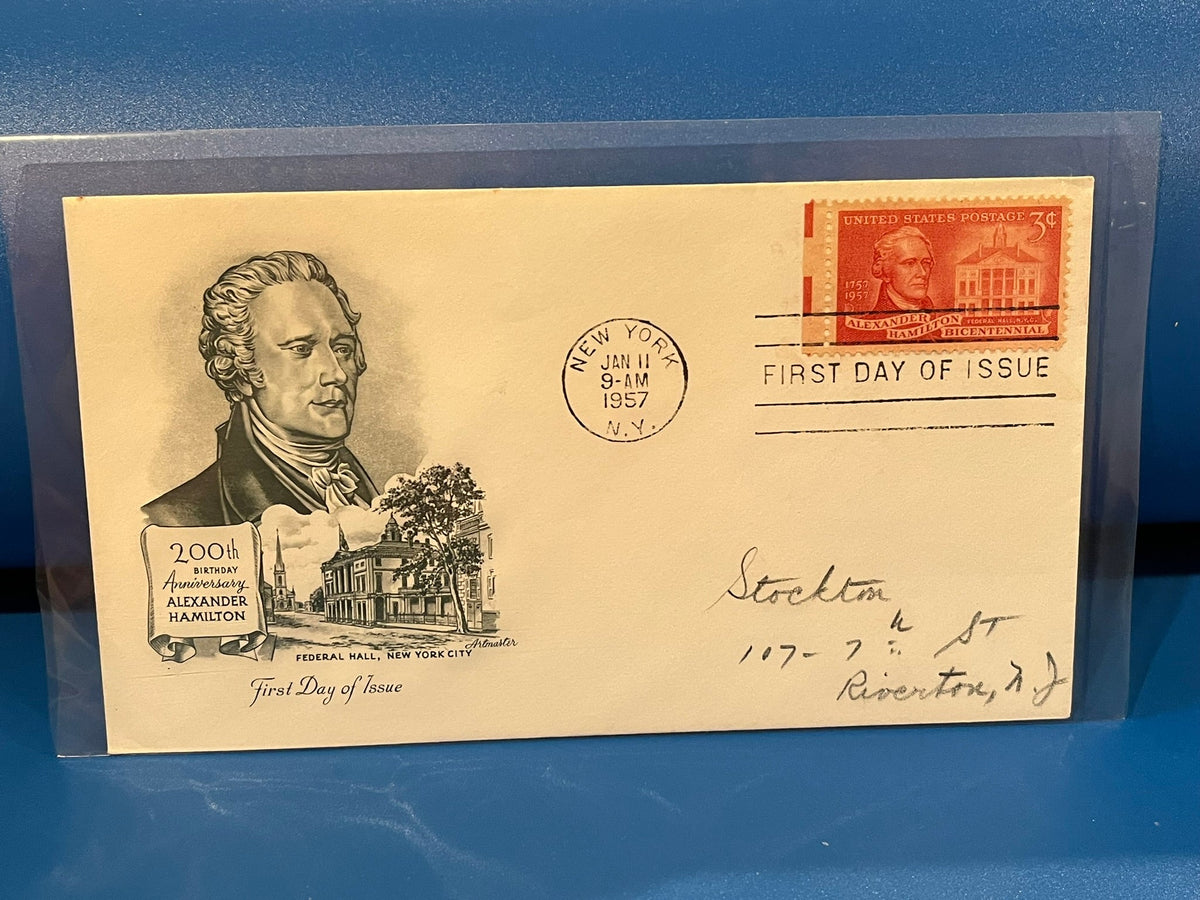 UNITED STATES POSTAGE 3¢
1757
1957
ALEXANDER
HAMILTON
FEDERAL HALL, N.Y.C.
BICENTENNIAL
NEW YORK
JAN 11
9-AM
1957
N.Y.
FIRST DAY OF ISSUE
200th
BIRTHDAY
Anniversary
ALEXANDER
HAMILTON
Artmaster
FEDERAL HALL, NEW YORK CITY
First Day of Issue
Stockton
107-7th ST
Riverton, N.J